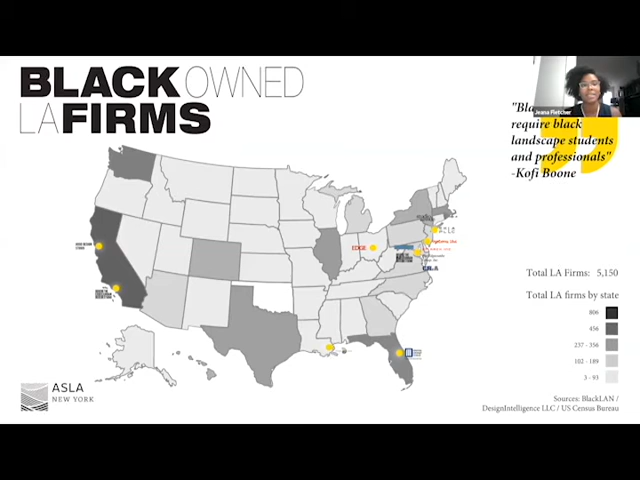 BLACK OWNED
LA FIRMS
Jeana Fletcher
"Bla
require black
landscape students
and professionals"
-Kofi Boone
EDGE
Total LA Firms: 5,150
Total LA firms by state
806
456
237 - 356
102 - 189
3 - 93
ASLA
NEW YORK
Sources: BlackLAN /
DesignIntelligence LLC / US Census Bureau